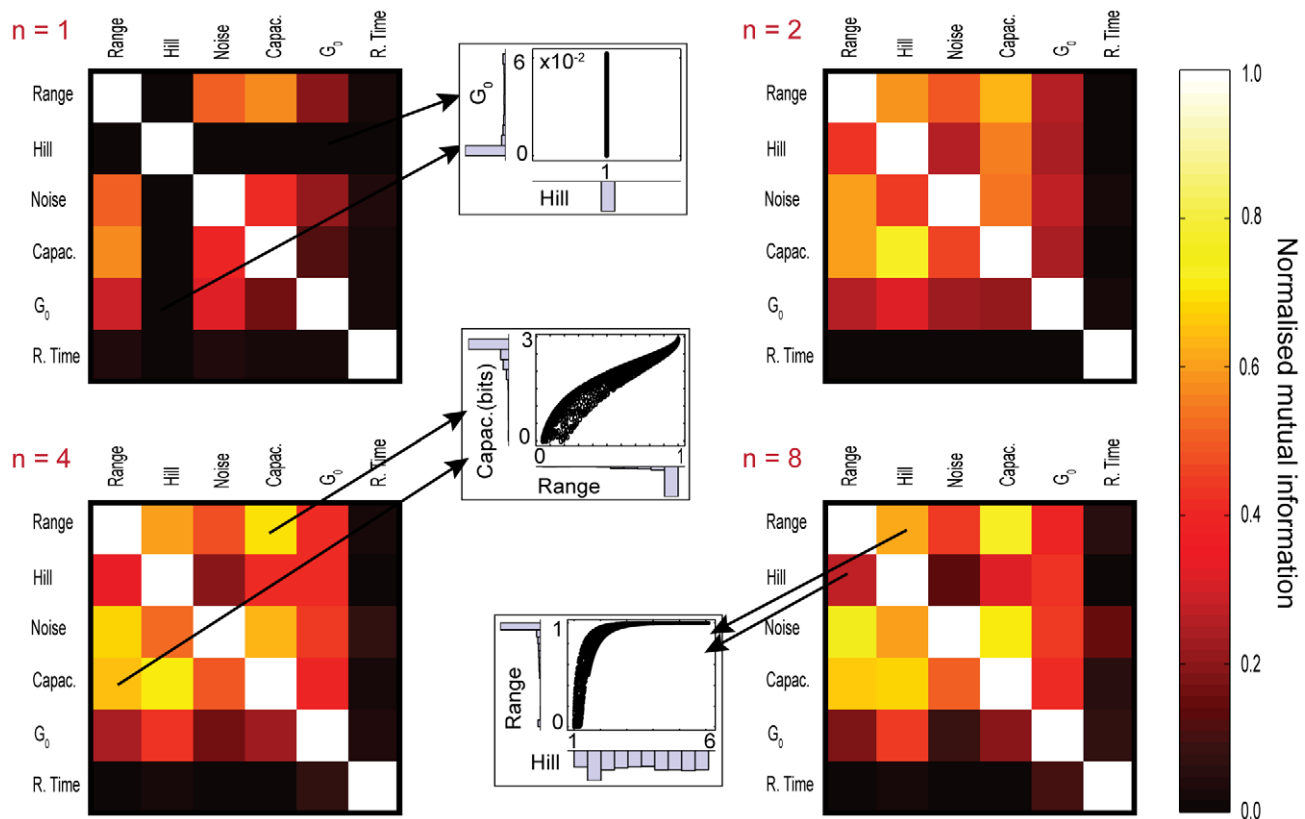 n = 1
Range
Hill
Noise
Capac.
G₀
R. Time
Range
Hill
Noise
Capac.
G₀
R. Time
6
x10⁻²
G₀
0
1
Hill
n = 2
Range
Hill
Noise
Capac.
G₀
R. Time
Range
Hill
Noise
Capac.
G₀
R. Time
1.0
0.8
0.6
0.4
0.2
0.0
Normalised mutual information
3
Capac.(bits)
0
0
1
Range
n = 4
Range
Hill
Noise
Capac.
G₀
R. Time
Range
Hill
Noise
Capac.
G₀
R. Time
1
Range
0
1
6
Hill
n = 8
Range
Hill
Noise
Capac.
G₀
R. Time
Range
Hill
Noise
Capac.
G₀
R. Time